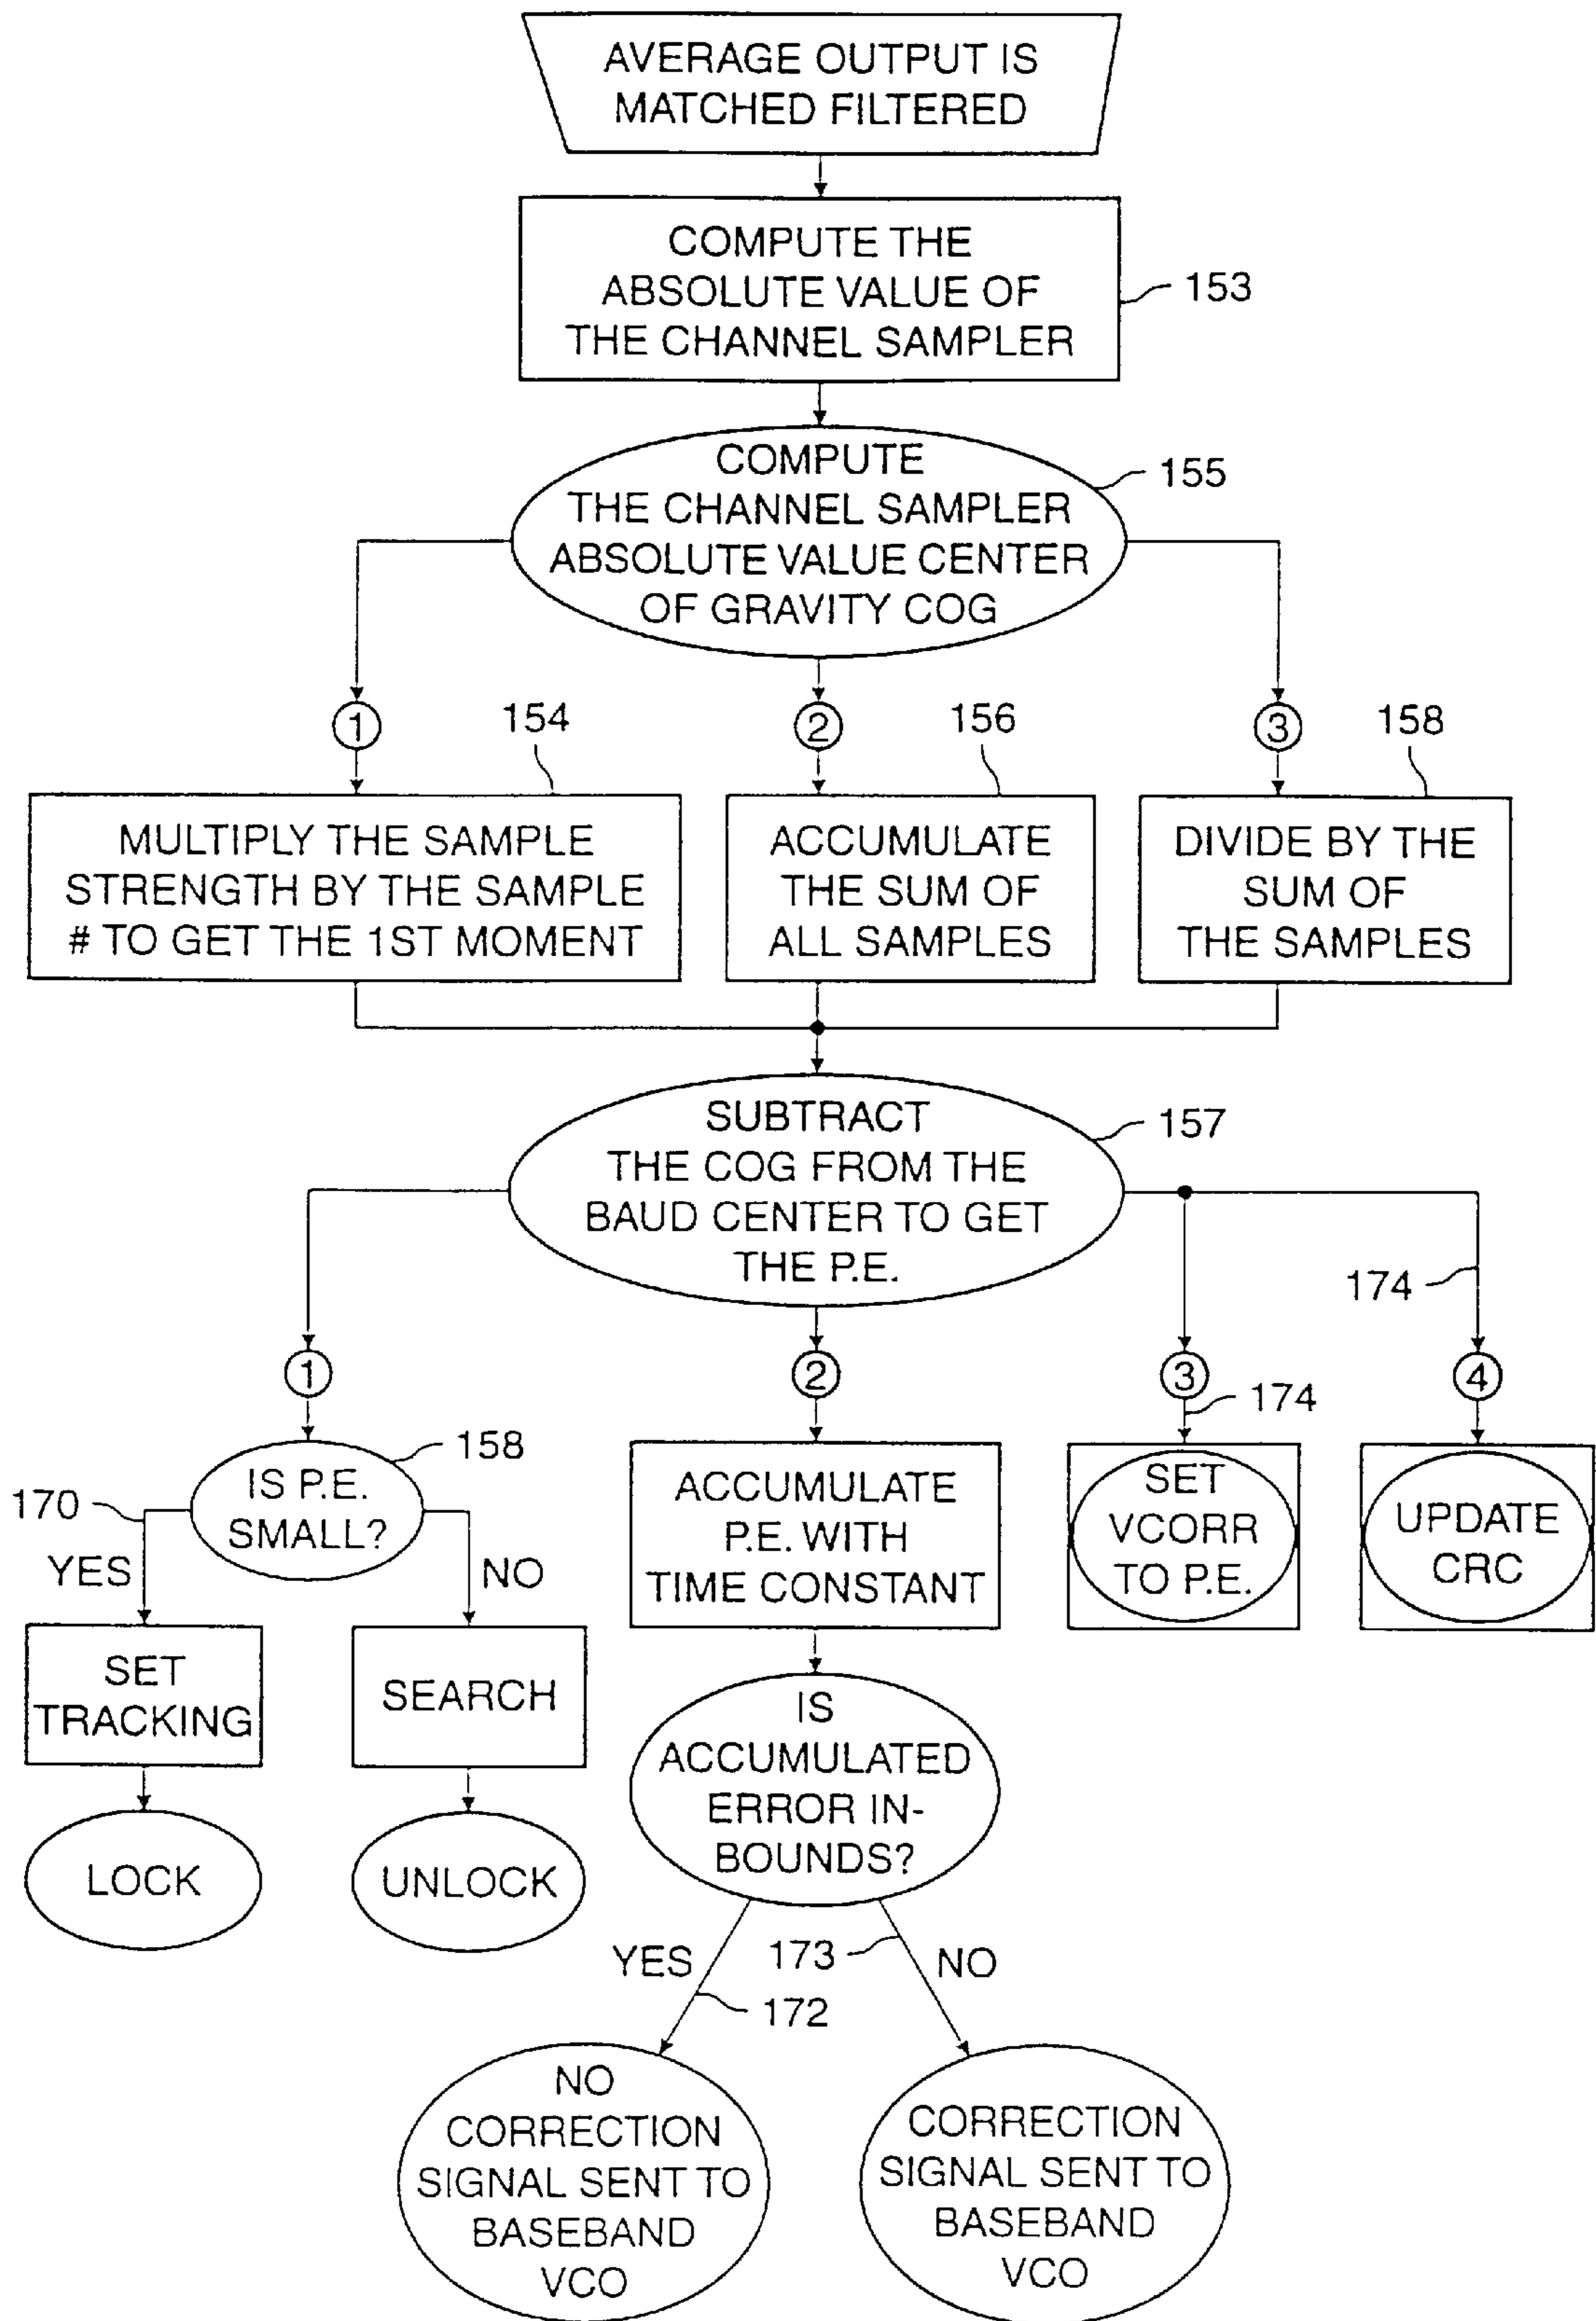 AVERAGE OUTPUT IS
MATCHED FILTERED
COMPUTE THE
ABSOLUTE VALUE OF
THE CHANNEL SAMPLER
153
COMPUTE
THE CHANNEL SAMPLER
ABSOLUTE VALUE CENTER
OF GRAVITY COG
155
1
2
3
154
156
158
MULTIPLY THE SAMPLE
STRENGTH BY THE SAMPLE
# TO GET THE 1ST MOMENT
ACCUMULATE
THE SUM OF
ALL SAMPLES
DIVIDE BY THE
SUM OF
THE SAMPLES
SUBTRACT
THE COG FROM THE
BAUD CENTER TO GET
THE P.E.
157
174
1
2
3
4
174
158
IS P.E.
SMALL?
170
YES
NO
SET
TRACKING
SEARCH
LOCK
UNLOCK
ACCUMULATE
P.E. WITH
TIME CONSTANT
SET
VCORR
TO P.E.
UPDATE
CRC
IS
ACCUMULATED
ERROR IN-
BOUNDS?
YES
172
173
NO
NO
CORRECTION
SIGNAL SENT TO
BASEBAND
VCO
CORRECTION
SIGNAL SENT TO
BASEBAND
VCO